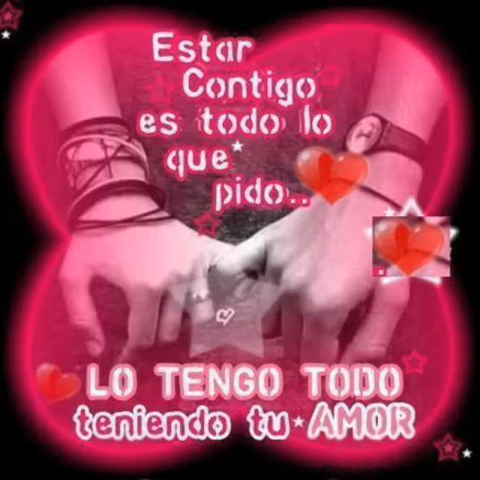 Estar
Contigo
es todo lo
que
pido..
LO TENGO TODO
teniendo tu AMOR